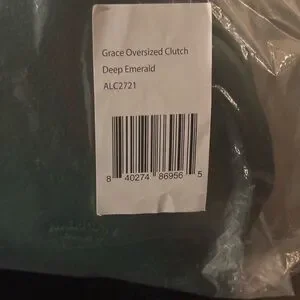 Grace Oversized Clutch
Deep Emerald
ALC2721
8 40274 86956 5